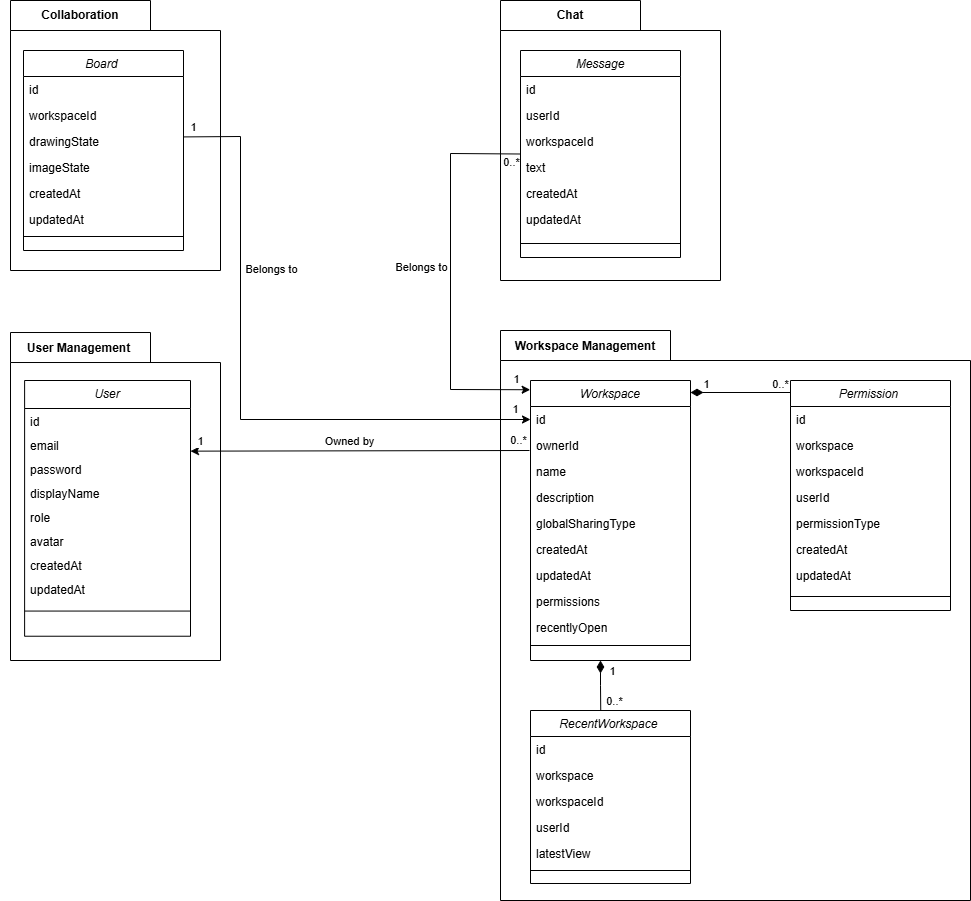 Collaboration
Board
id
workspaceId
drawingState
imageState
createdAt
updatedAt
1
Belongs to
Chat
Message
id
userId
workspaceId
text
createdAt
updatedAt
0..*
Belongs to
User Management
User
id
email
password
displayName
role
avatar
createdAt
updatedAt
1
Owned by
0..*
1
1
Workspace Management
Workspace
id
ownerId
name
description
globalSharingType
createdAt
updatedAt
permissions
recentlyOpen
1
0..*
Permission
id
workspace
workspaceId
userId
permissionType
createdAt
updatedAt
1
0..*
RecentWorkspace
id
workspace
workspaceId
userId
latestView